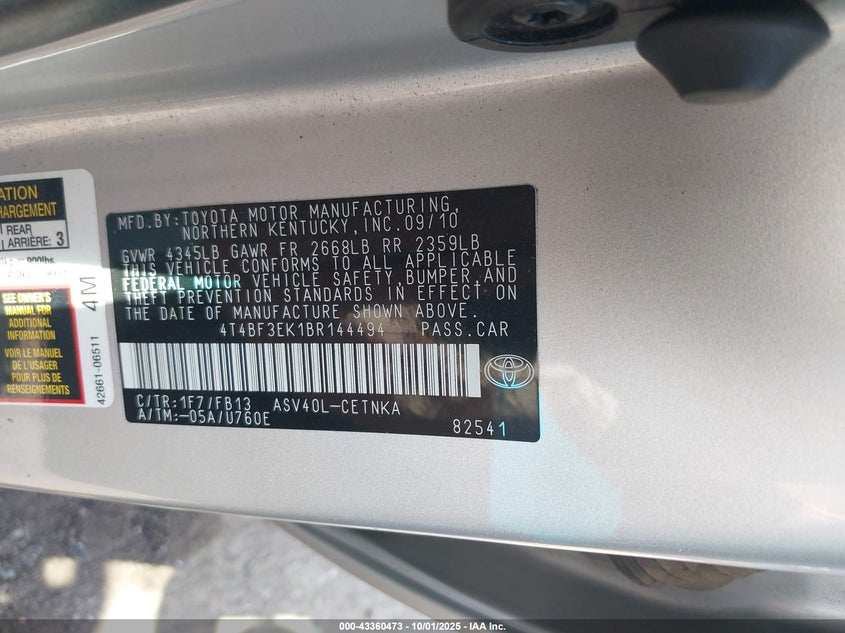 ATION
HARGEMENT
REAR
ARRIÈRE 3
900lbs
SEE OWNER'S
MANUAL FOR
ADDITIONAL
INFORMATION
VOIR LE MANUEL
DE L'USAGER
POUR PLUS DE
RENSEIGNEMENTS
4M
42661-06511
MFD. BY: TOYOTA MOTOR MANUFACTURING,
NORTHERN KENTUCKY, INC. 09/10
GVWR 4345LB GAWR FR 2668LB RR 2359LB
THIS VEHICLE CONFORMS TO ALL APPLICABLE
FEDERAL MOTOR VEHICLE SAFETY, BUMPER, AND
THEFT PREVENTION STANDARDS IN EFFECT ON
THE DATE OF MANUFACTURE SHOWN ABOVE.
4T4BF3EK1BR144494 PASS. CAR
C/TR: 1F7/FB13 ASV40L-CETNKA
A/TM: -05A/U760E
82541
000-43360473 • 10/01/2025 • IAA Inc.